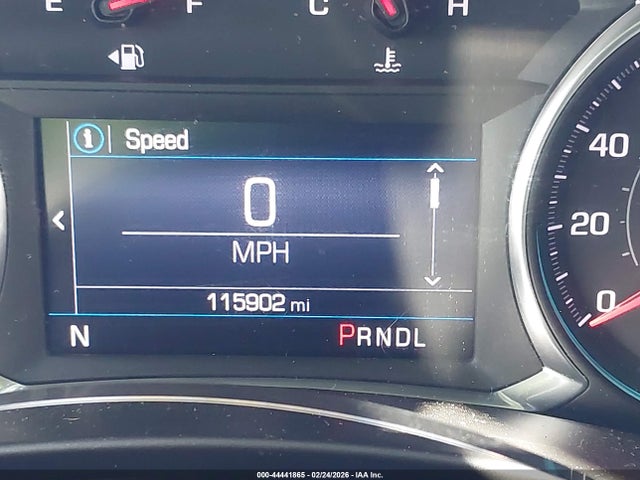 E F C H
i Speed
0
MPH
115902 mi
N PRNDL
40
20
0
000-44441865 - 02/24/2026 - IAA Inc.